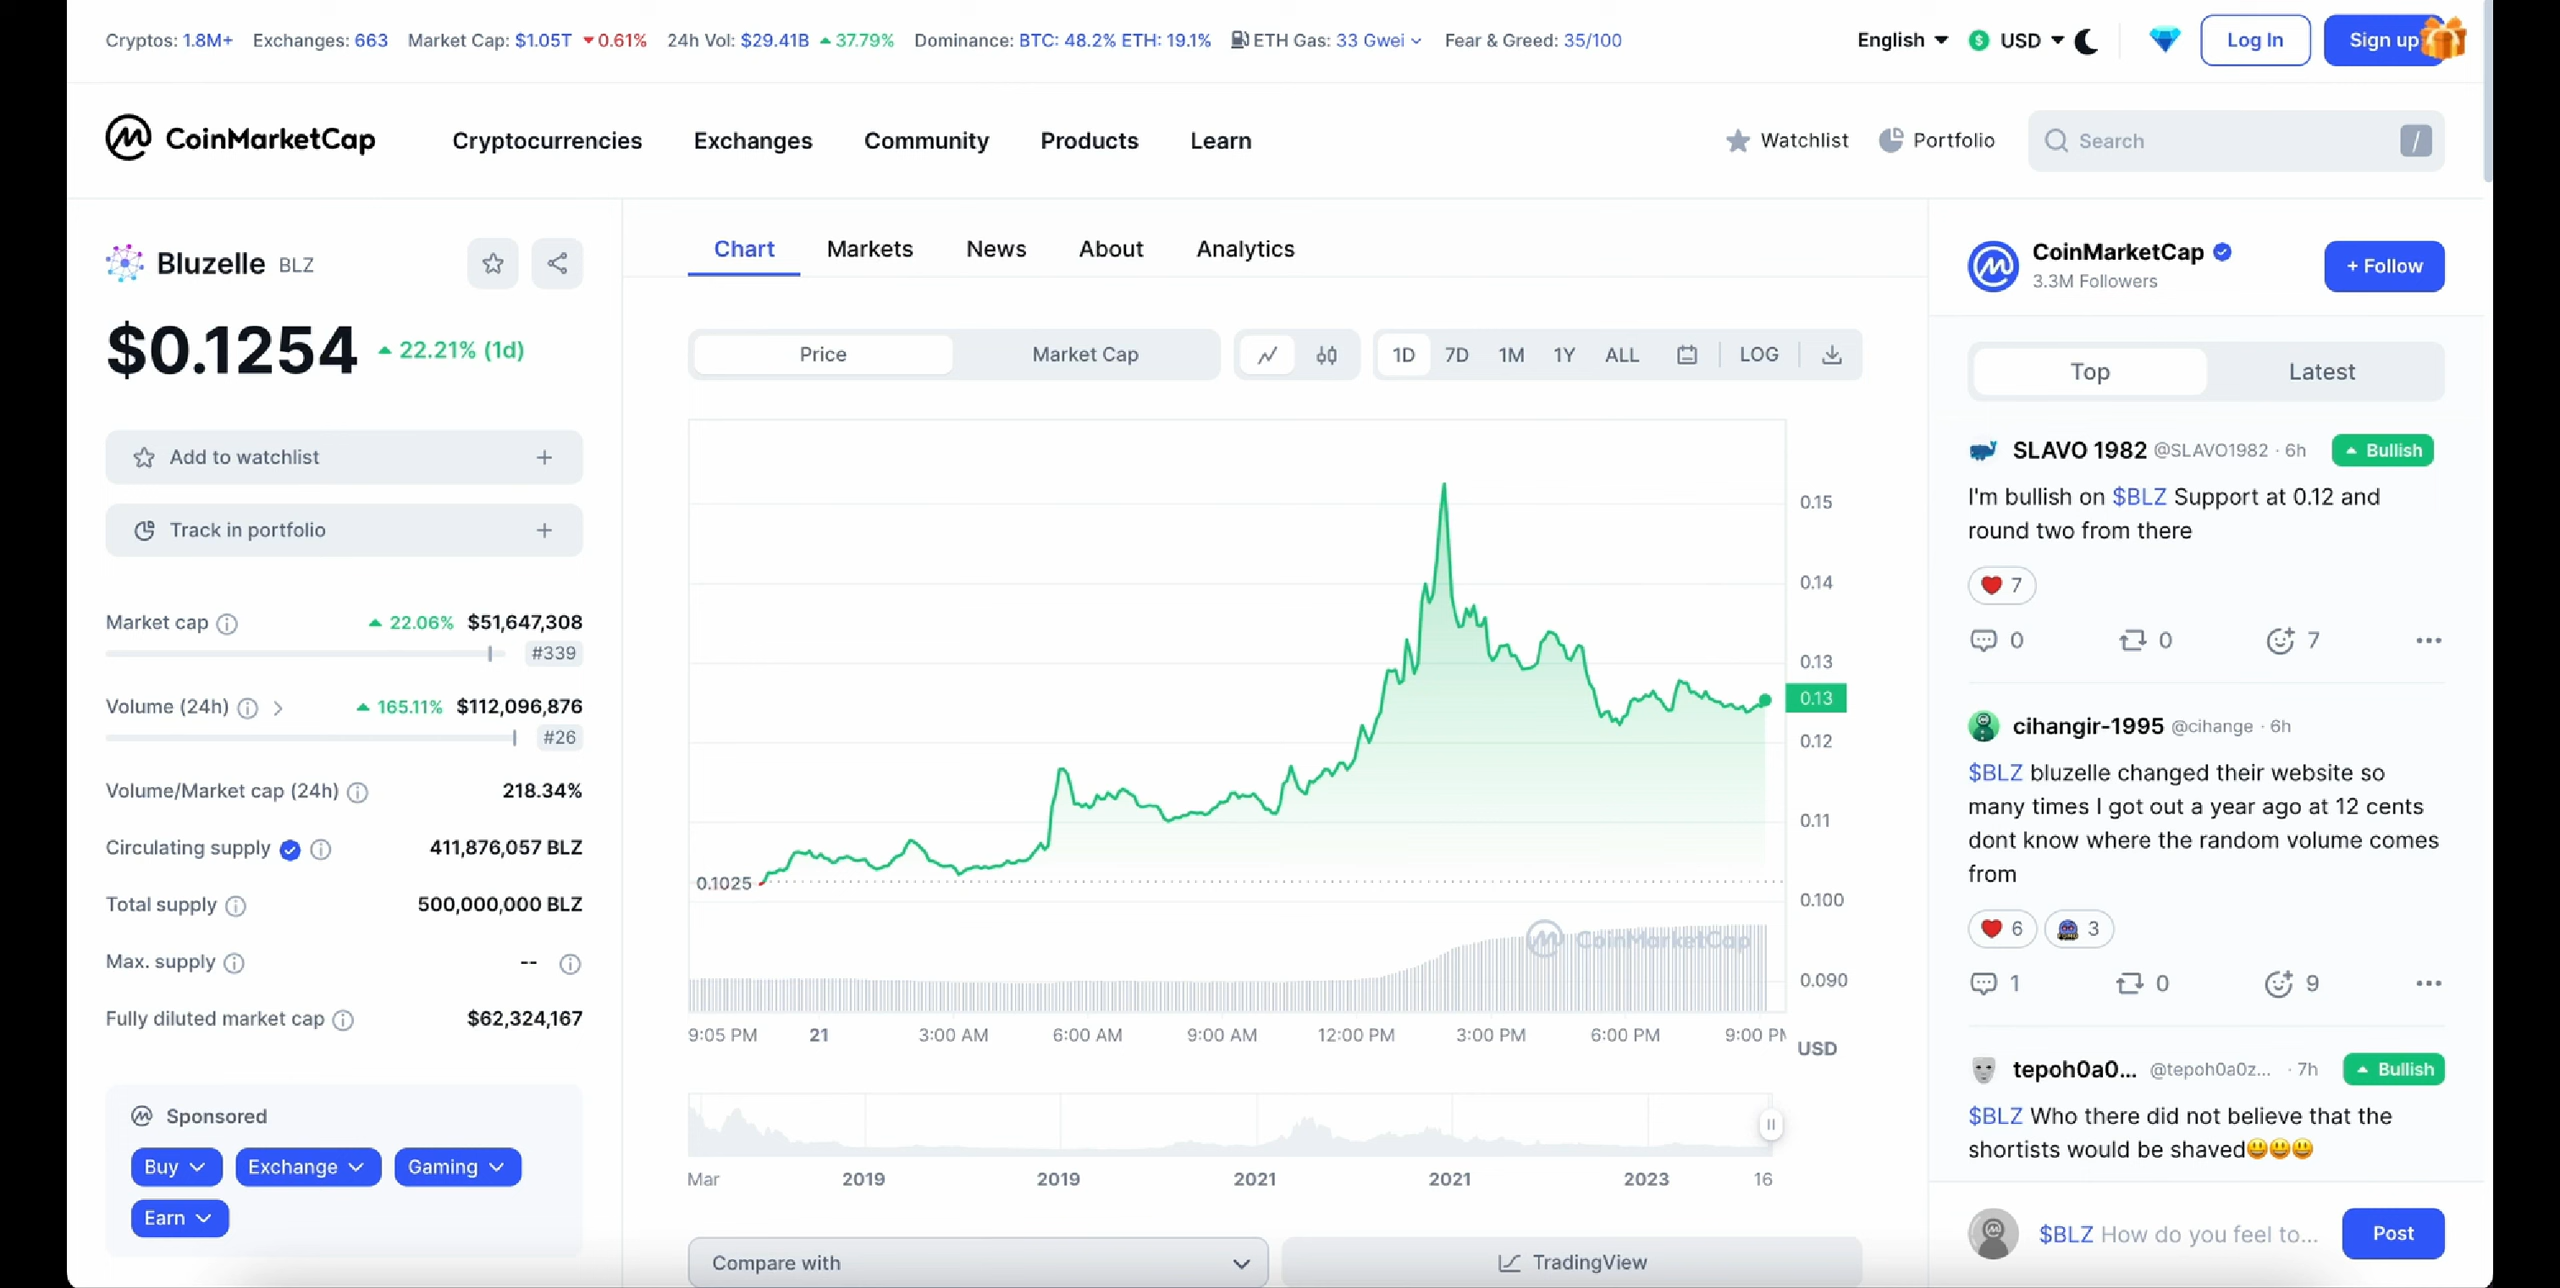 Cryptos: 1.8M+ Exchanges: 663 Market Cap: $1.05T 0.61% 24h Vol: $29.41B 37.79% Dominance: BTC: 48.2% ETH: 19.1% ETH Gas: 33 Gwei Fear & Greed: 35/100 English USD Log In Sign up
CoinMarketCap Cryptocurrencies Exchanges Community Products Learn Watchlist Portfolio Search /
Bluzelle BLZ
$0.1254 22.21% (1d)
Add to watchlist +
Track in portfolio +
Market cap 22.06% $51,647,308
#339
Volume (24h) 165.11% $112,096,876
#26
Volume/Market cap (24h) 218.34%
Circulating supply 411,876,057 BLZ
Total supply 500,000,000 BLZ
Max. supply --
Fully diluted market cap $62,324,167
Sponsored
Buy Exchange Gaming
Earn
Chart Markets News About Analytics
Price Market Cap 1D 7D 1M 1Y ALL LOG
0.15
0.14
0.13
0.13
0.12
0.11
0.1025
0.100
CoinMarketCap
0.090
9:05 PM 21 3:00 AM 6:00 AM 9:00 AM 12:00 PM 3:00 PM 6:00 PM 9:00 PM
USD
Mar 2019 2019 2021 2021 2023 16
Compare with TradingView
CoinMarketCap
3.3M Followers
+ Follow
Top Latest
SLAVO 1982 @SLAVO1982 · 6h Bullish
I'm bullish on $BLZ Support at 0.12 and
round two from there
7
0 0 7
cihangir-1995 @cihange · 6h
$BLZ bluzelle changed their website so
many times I got out a year ago at 12 cents
dont know where the random volume comes
from
6 3
1 0 9
tepoh0a0... @tepoh0a0z... · 7h Bullish
$BLZ Who there did not believe that the
shortists would be shaved😃😃😃
$BLZ How do you feel to... Post